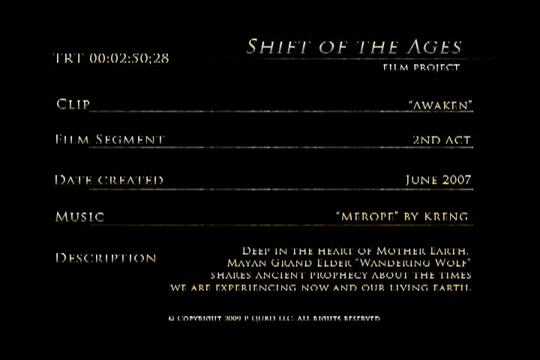 TRT 00:02:50;28
SHIFT OF THE AGES
FILM PROJECT
CLIP "AWAKEN"
FILM SEGMENT 2ND ACT
DATE CREATED JUNE 2007
MUSIC "MEROPE" BY KRENG
DESCRIPTION
DEEP IN THE HEART OF MOTHER EARTH,
MAYAN GRAND ELDER "WANDERING WOLF"
SHARES ANCIENT PROPHECY ABOUT THE TIMES
WE ARE EXPERIENCING NOW AND OUR LIVING EARTH.
© COPYRIGHT 2009 LLC. ALL RIGHTS RESERVED